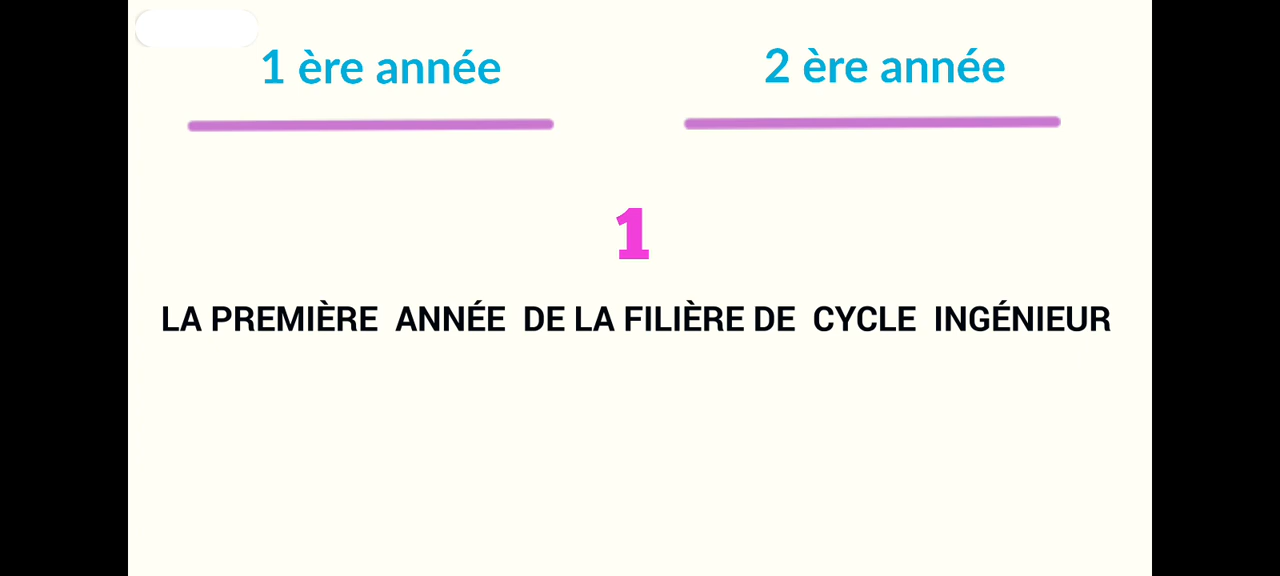 1 ère année
2 ère année
1
LA PREMIÈRE ANNÉE DE LA FILIÈRE DE CYCLE INGÉNIEUR